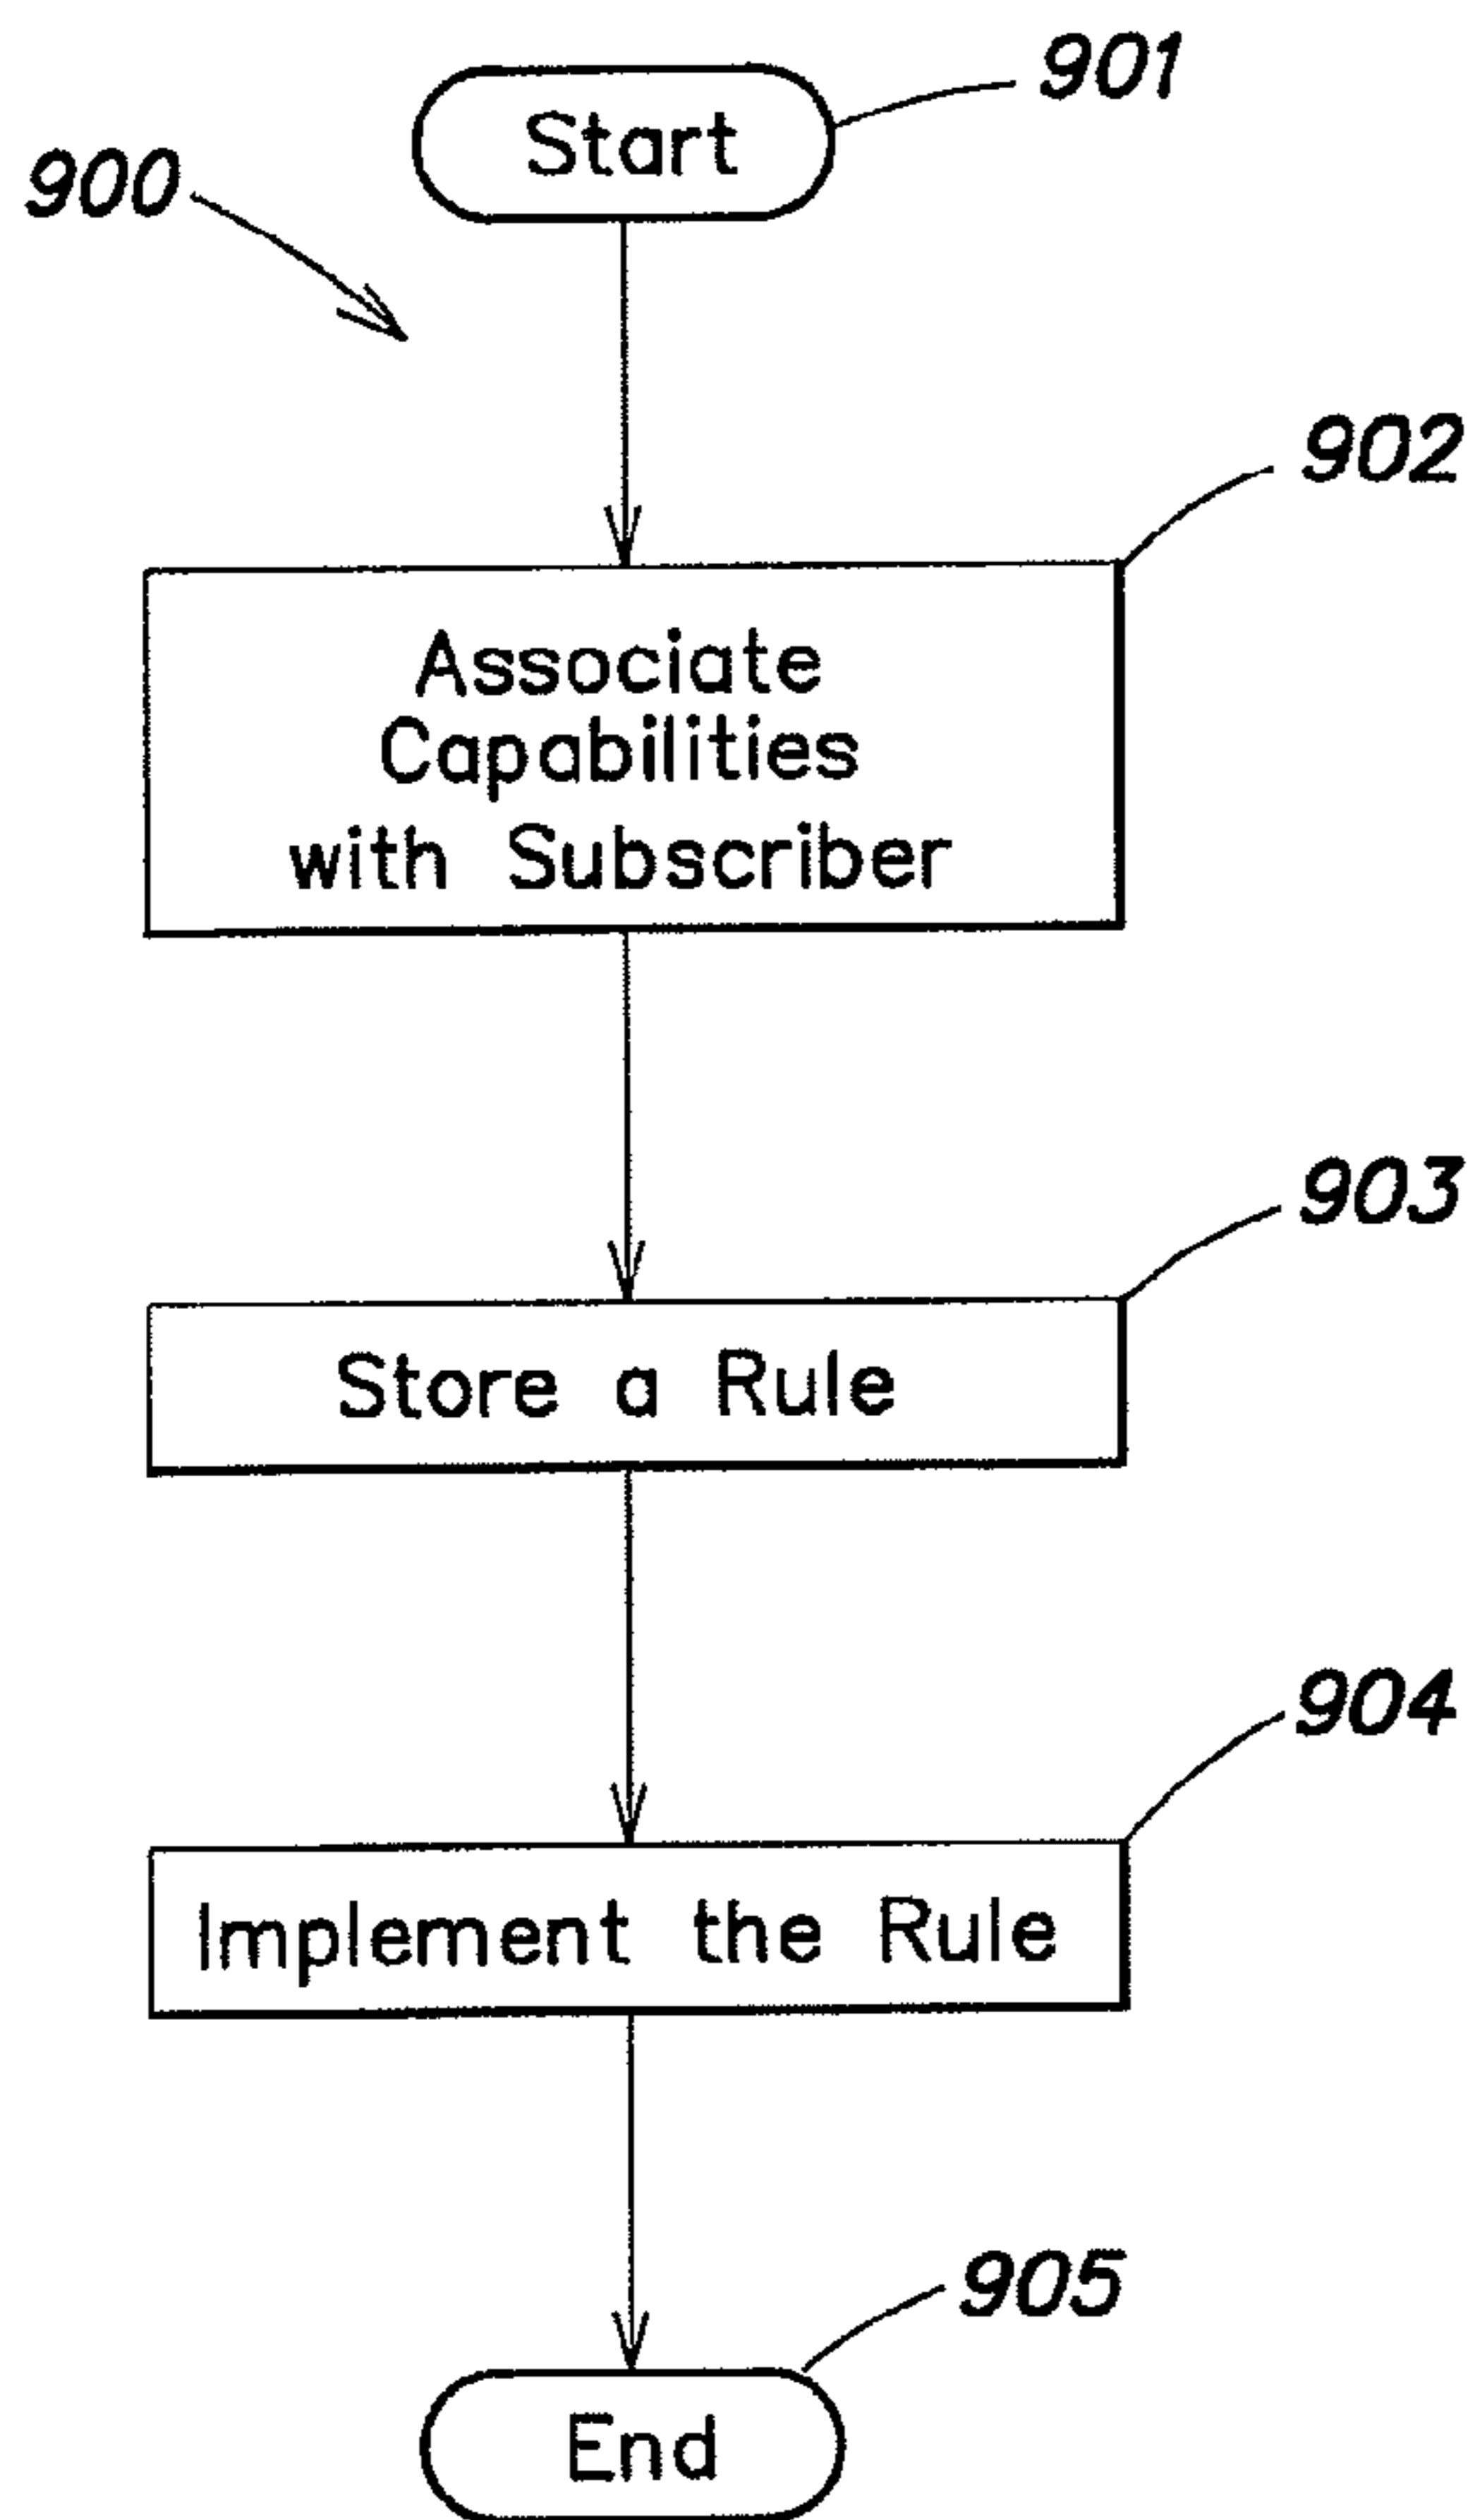 901
Start
900
902
Associate
Capabilities
with Subscriber
903
Store a Rule
904
Implement the Rule
905
End